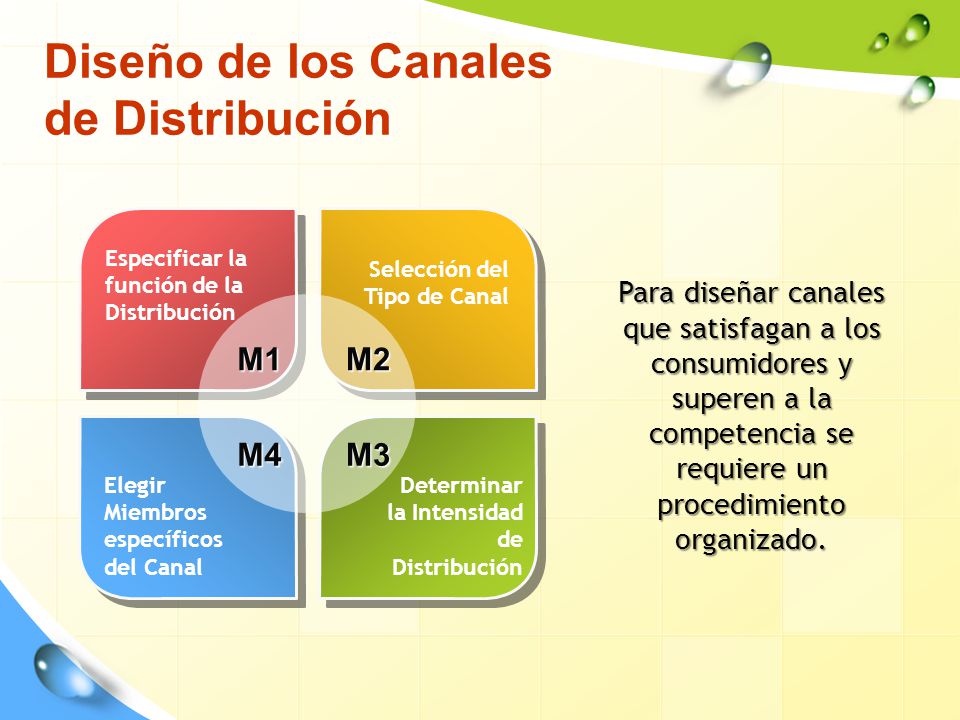 Diseño de los Canales
de Distribución
Especificar la
función de la
Distribución
M1
Selección del
Tipo de Canal
M2
M4
Elegir
Miembros
específicos
del Canal
M3
Determinar
la Intensidad
de
Distribución
Para diseñar canales
que satisfagan a los
consumidores y
superen a la
competencia se
requiere un
procedimiento
organizado.